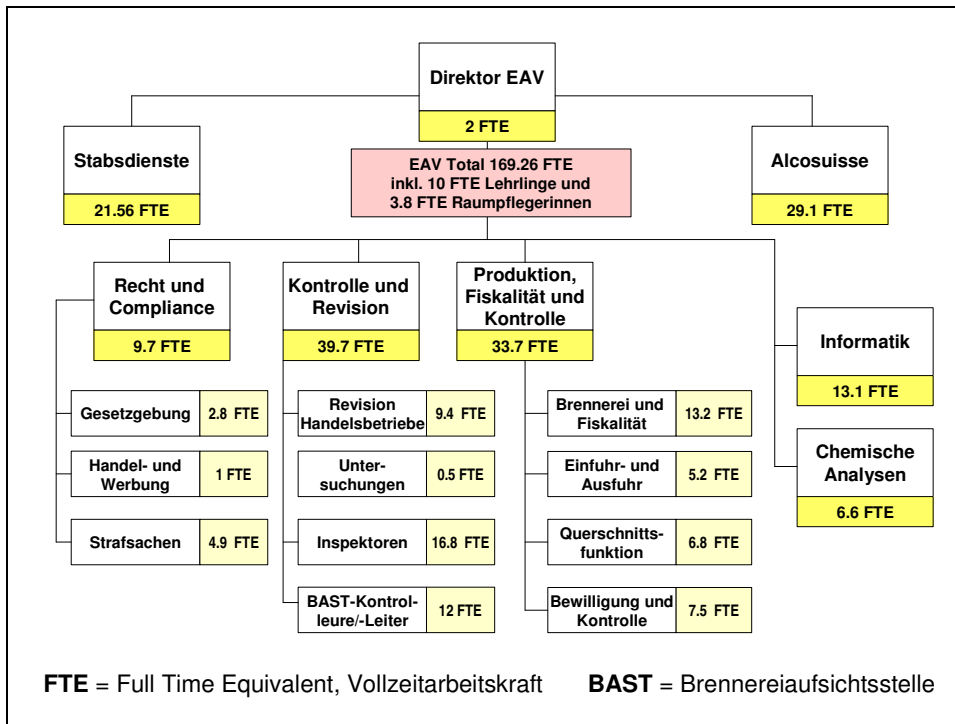 Direktor EAV
2 FTE
Stabsdienste
21.56 FTE
EAV Total 169.26 FTE
inkl. 10 FTE Lehrlinge und
3.8 FTE Raumpflegerinnen
Alcosuisse
29.1 FTE
Recht und
Compliance
9.7 FTE
Kontrolle und
Revision
39.7 FTE
Produktion,
Fiskalität und
Kontrolle
33.7 FTE
Informatik
13.1 FTE
Chemische
Analysen
6.6 FTE
Gesetzgebung
2.8 FTE
Handel- und
Werbung
1 FTE
Strafsachen
4.9 FTE
Revision
Handelsbetriebe
9.4 FTE
Unter-
suchungen
0.5 FTE
Inspektoren
16.8 FTE
BAST-Kontrol-
leure/-Leiter
12 FTE
Brennerei und
Fiskalität
13.2 FTE
Einfuhr- und
Ausfuhr
5.2 FTE
Querschnitts-
funktion
6.8 FTE
Bewilligung und
Kontrolle
7.5 FTE
FTE = Full Time Equivalent, Vollzeitarbeitskraft BAST = Brennereiaufsichtsstelle